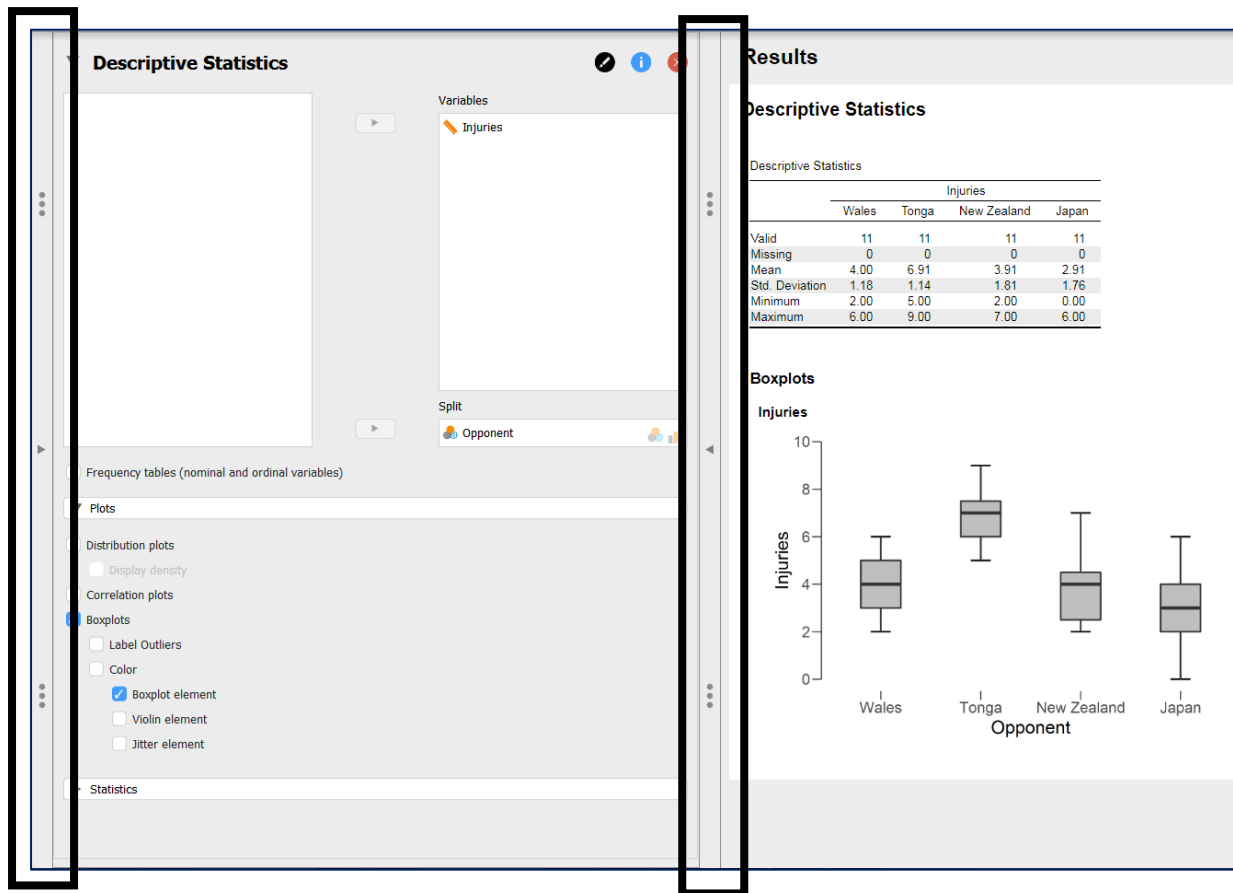 Descriptive Statistics
Variables
Injuries
Split
Opponent
Frequency tables (nominal and ordinal variables)
Plots
Distribution plots
Display density
Correlation plots
Boxplots
Label Outliers
Color
Boxplot element
Violin element
Jitter element
Statistics
Results
Descriptive Statistics
Descriptive Statistics
Injuries
Wales Tonga New Zealand Japan
Valid 11 11 11 11
Missing 0 0 0 0
Mean 4.00 6.91 3.91 2.91
Std. Deviation 1.18 1.14 1.81 1.76
Minimum 2.00 5.00 2.00 0.00
Maximum 6.00 9.00 7.00 6.00
Boxplots
Injuries
10
8
6
4
2
0
Injuries
Wales Tonga New Zealand Japan
Opponent